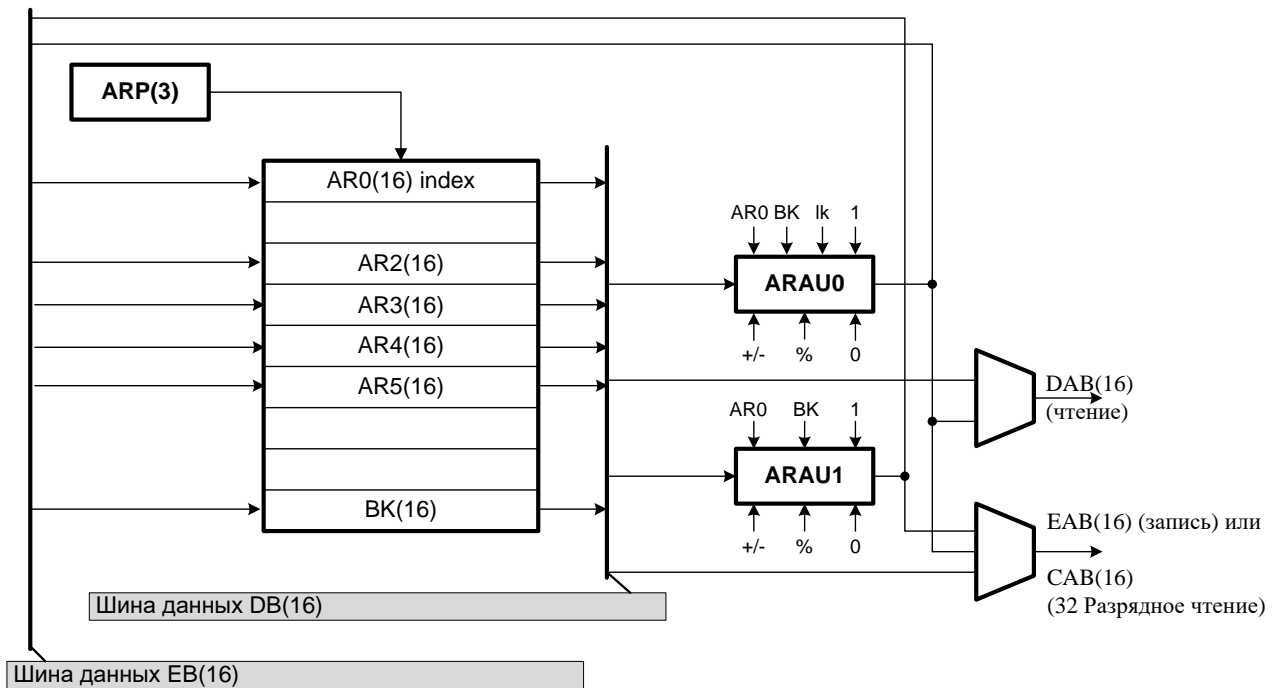 ARP(3)
AR0(16) index
AR2(16)
AR3(16)
AR4(16)
AR5(16)
BK(16)
AR0 BK lk 1
ARAU0
+/- % 0
AR0 BK 1
ARAU1
+/- % 0
DAB(16)
(чтение)
EAB(16) (запись) или
CAB(16)
(32 Разрядное чтение)
Шина данных DB(16)
Шина данных EB(16)